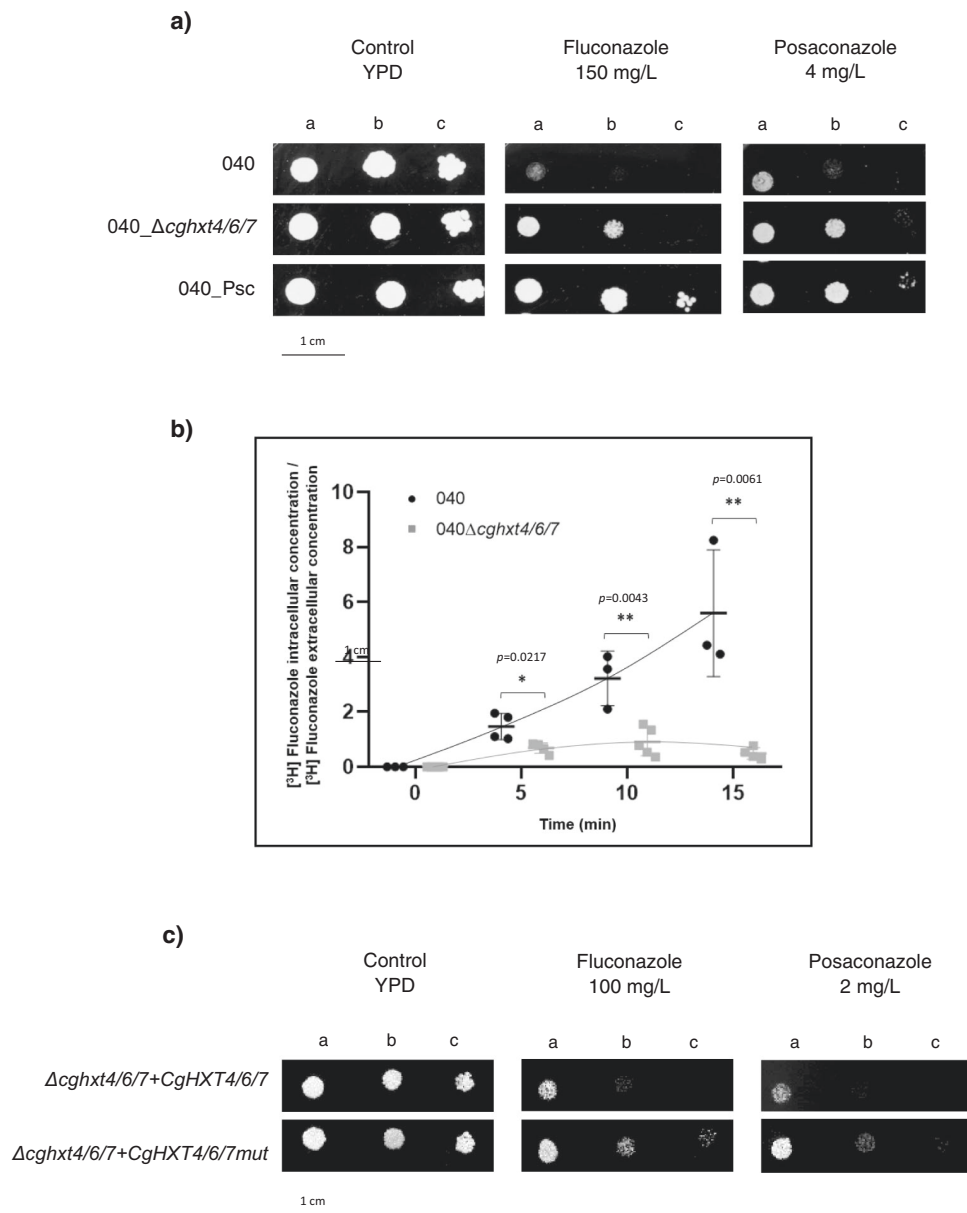 a)
Control
YPD
Fluconazole
150 mg/L
Posaconazole
4 mg/L
a b c a b c a b c
040
040_Δcghxt4/6/7
040_Psc
1 cm
b)
[³H] Fluconazole intracellular concentration /
[³H] Fluconazole extracellular concentration
10
8
6
4
2
0
1 cm
040
040Δcghxt4/6/7
p=0.0217
*
p=0.0043
**
p=0.0061
**
0 5 10 15
Time (min)
c)
Control
YPD
Fluconazole
100 mg/L
Posaconazole
2 mg/L
a b c a b c a b c
Δcghxt4/6/7+CgHXT4/6/7
Δcghxt4/6/7+CgHXT4/6/7mut
1 cm